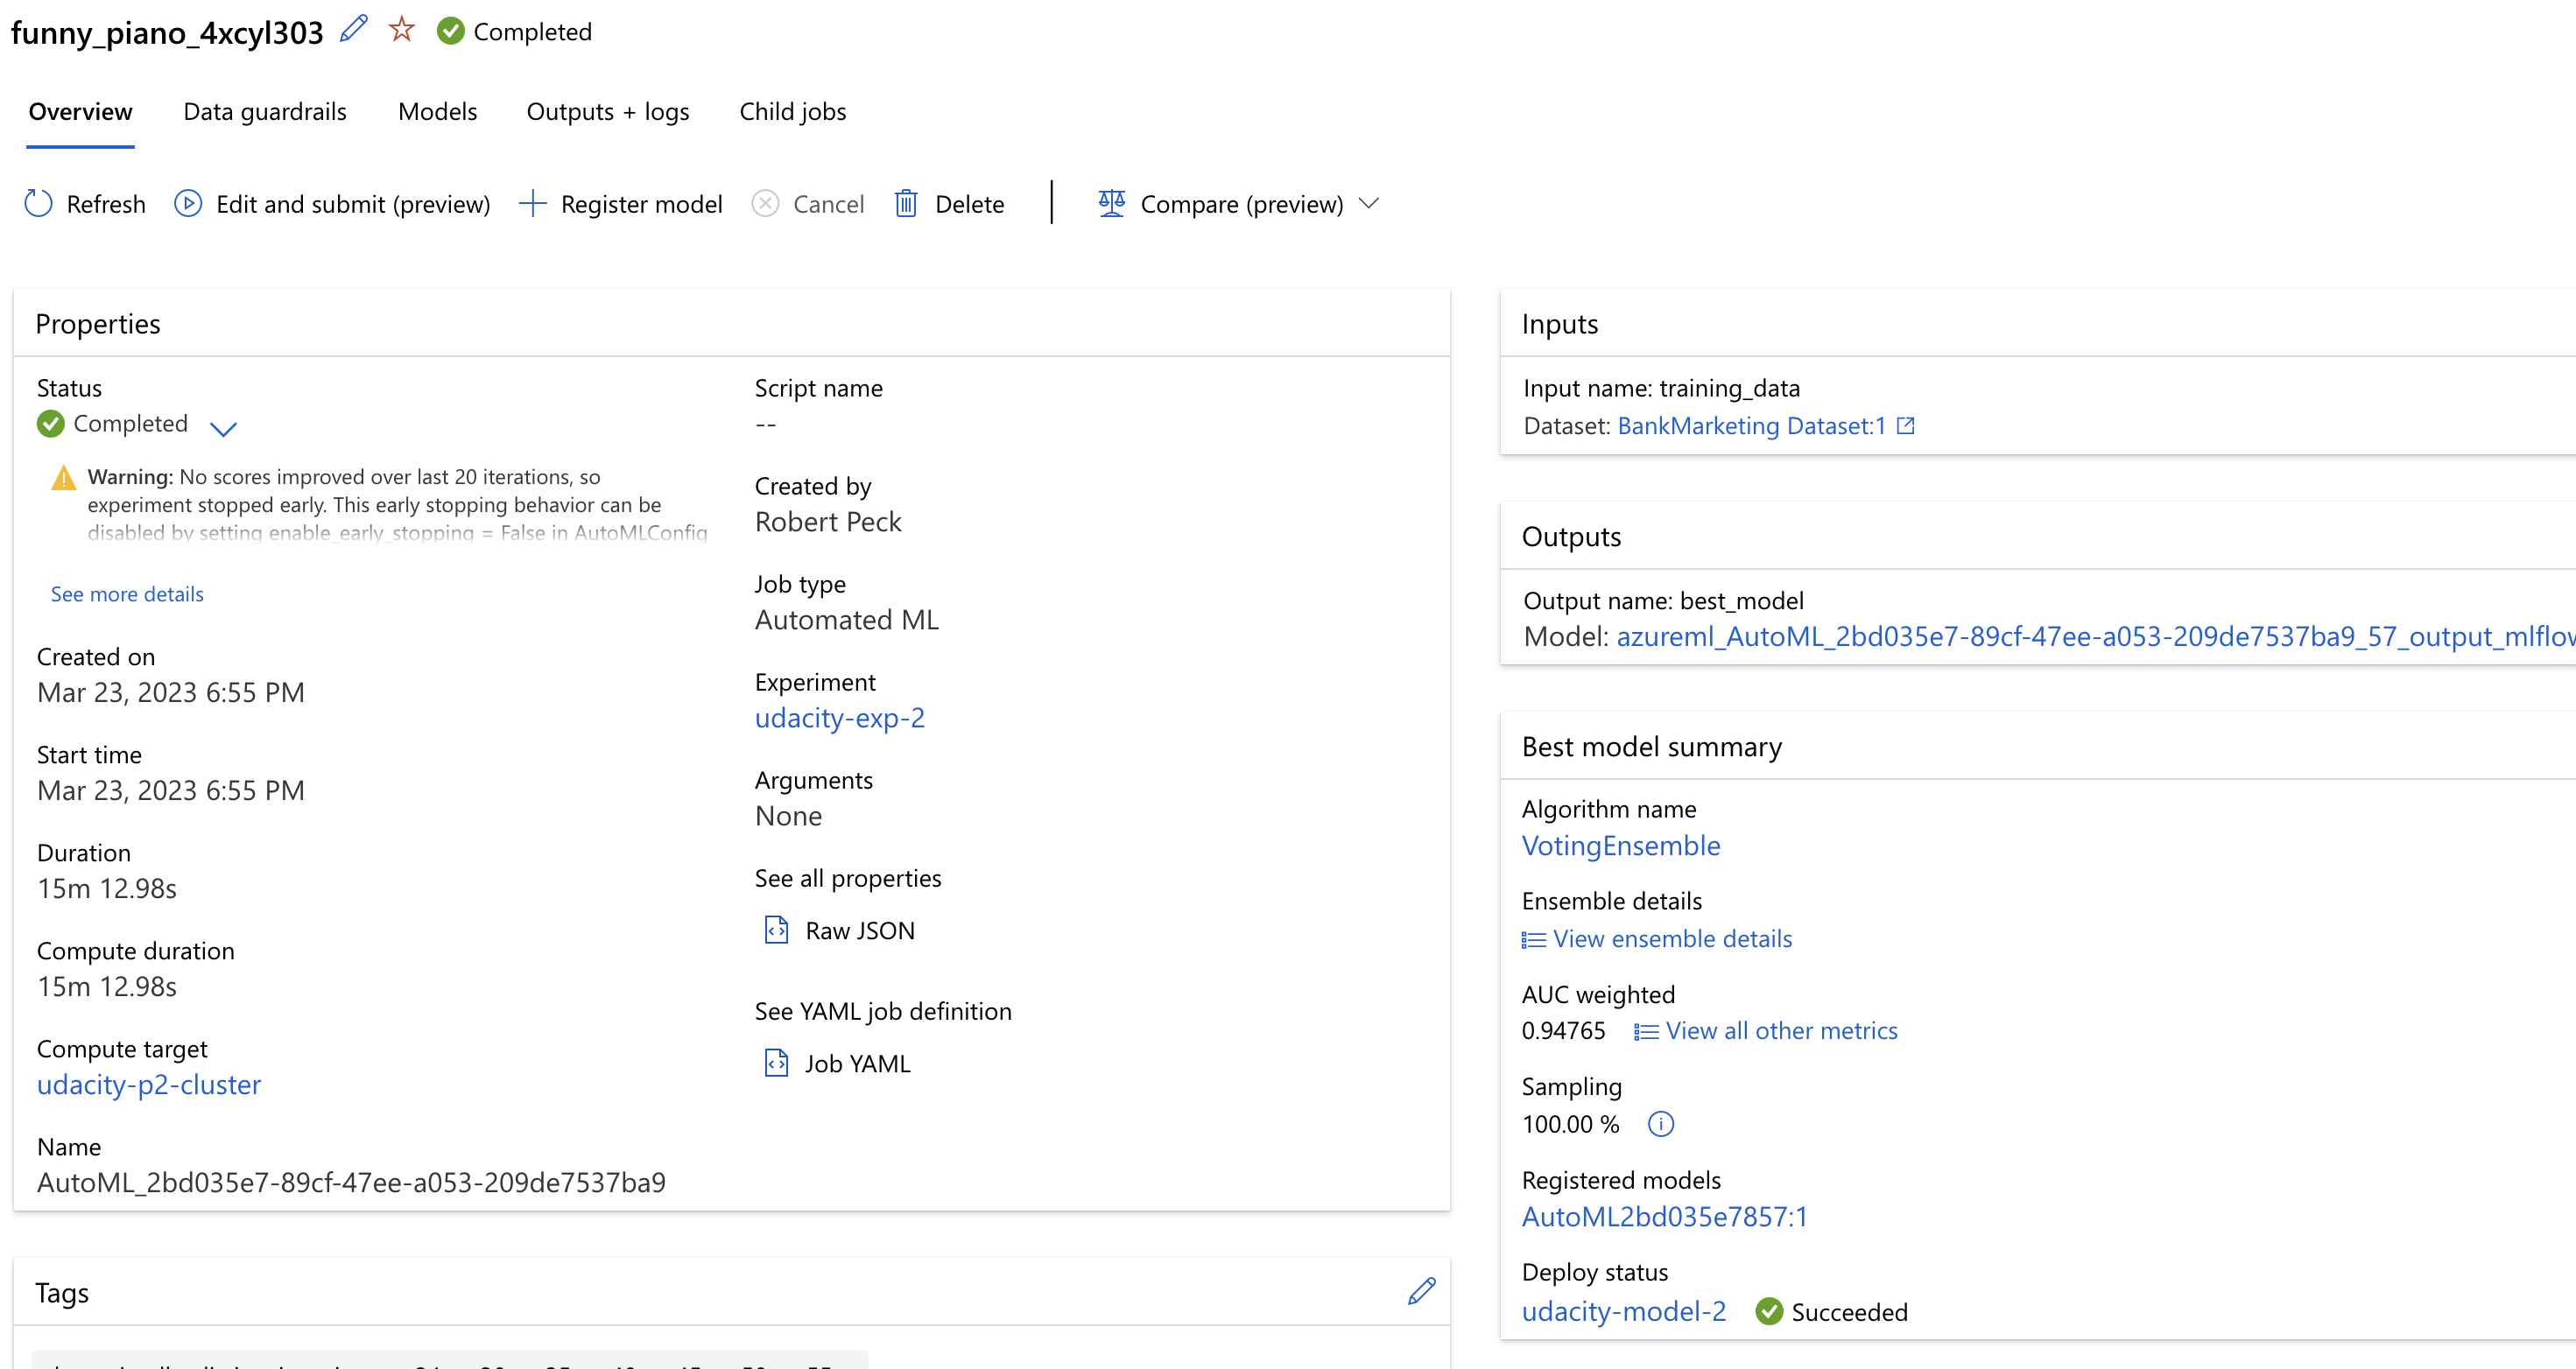 funny_piano_4xcyl303 Completed
Overview Data guardrails Models Outputs + logs Child jobs
Refresh Edit and submit (preview) Register model Cancel Delete Compare (preview)
Properties
Status
Completed
Warning: No scores improved over last 20 iterations, so
experiment stopped early. This early stopping behavior can be
disabled by setting enable_early_stopping = False in AutoMLConfig
See more details
Created on
Mar 23, 2023 6:55 PM
Start time
Mar 23, 2023 6:55 PM
Duration
15m 12.98s
Compute duration
15m 12.98s
Compute target
udacity-p2-cluster
Name
AutoML_2bd035e7-89cf-47ee-a053-209de7537ba9
Script name
--
Created by
Robert Peck
Job type
Automated ML
Experiment
udacity-exp-2
Arguments
None
See all properties
Raw JSON
See YAML job definition
Job YAML
Tags
Inputs
Input name: training_data
Dataset: BankMarketing Dataset:1
Outputs
Output name: best_model
Model: azureml_AutoML_2bd035e7-89cf-47ee-a053-209de7537ba9_57_output_mlflow
Best model summary
Algorithm name
VotingEnsemble
Ensemble details
View ensemble details
AUC weighted
0.94765 View all other metrics
Sampling
100.00 %
Registered models
AutoML2bd035e7857:1
Deploy status
udacity-model-2 Succeeded